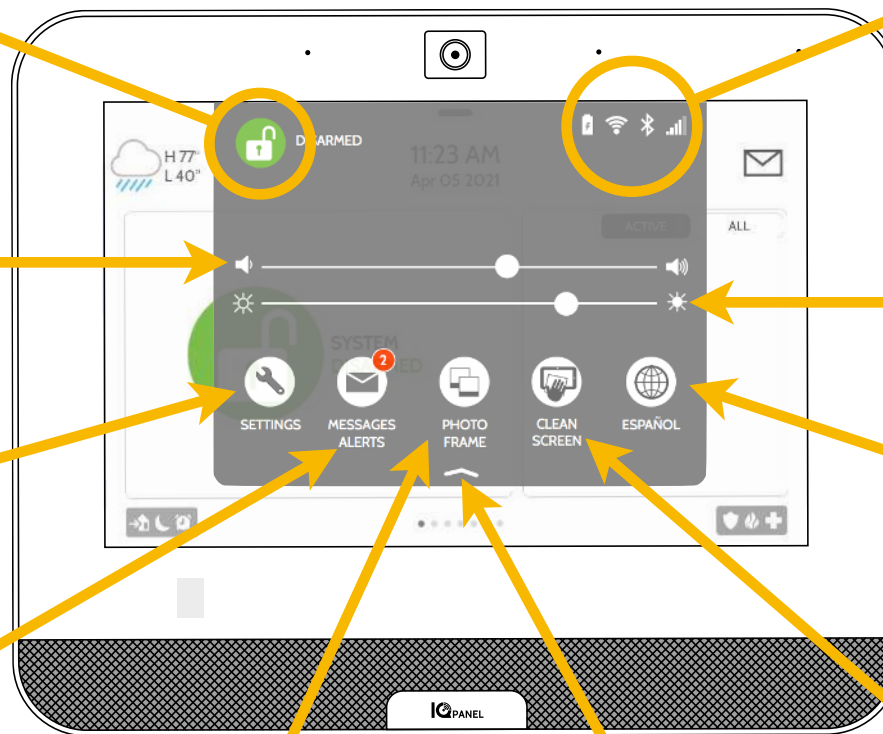 DISARMED
11:23 AM
Apr 05 2021
H 77°
L 40°
ACTIVE
ALL
SYSTEM
DISARMED
2
SETTINGS
MESSAGES
ALERTS
PHOTO
FRAME
CLEAN
SCREEN
ESPAÑOL
IQ PANEL